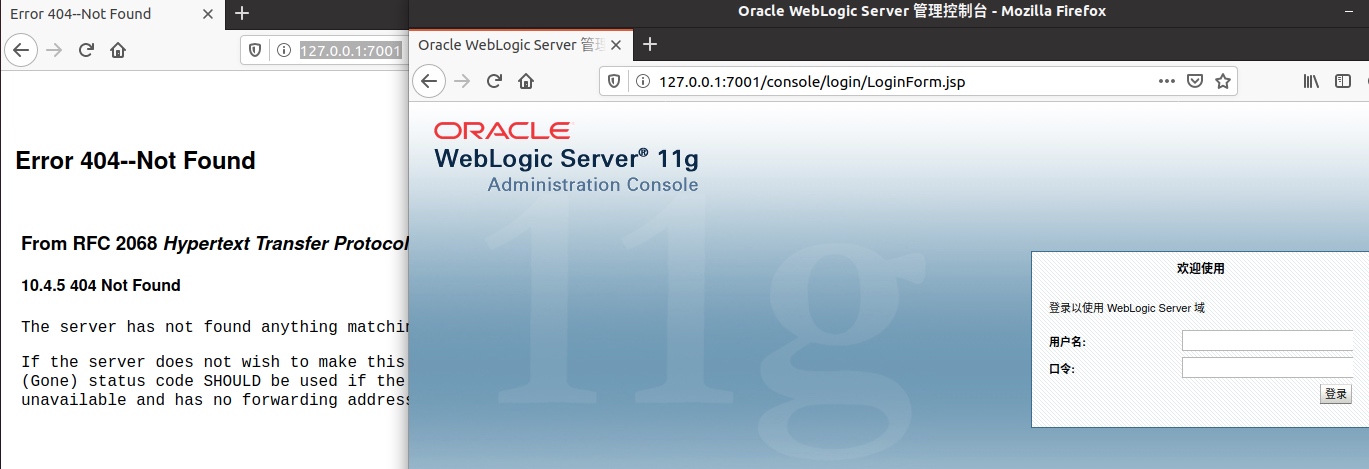 Error 404--Not Found
127.0.0.1:7001
Error 404--Not Found
From RFC 2068 Hypertext Transfer Protocol
10.4.5 404 Not Found
The server has not found anything matchin
If the server does not wish to make this
(Gone) status code SHOULD be used if the
unavailable and has no forwarding address
Oracle WebLogic Server 管理控制台 - Mozilla Firefox
Oracle WebLogic Server 管理
127.0.0.1:7001/console/login/LoginForm.jsp
ORACLE
WebLogic Server® 11g
Administration Console
11g
欢迎使用
登录以使用 WebLogic Server 域
用户名:
口令:
登录